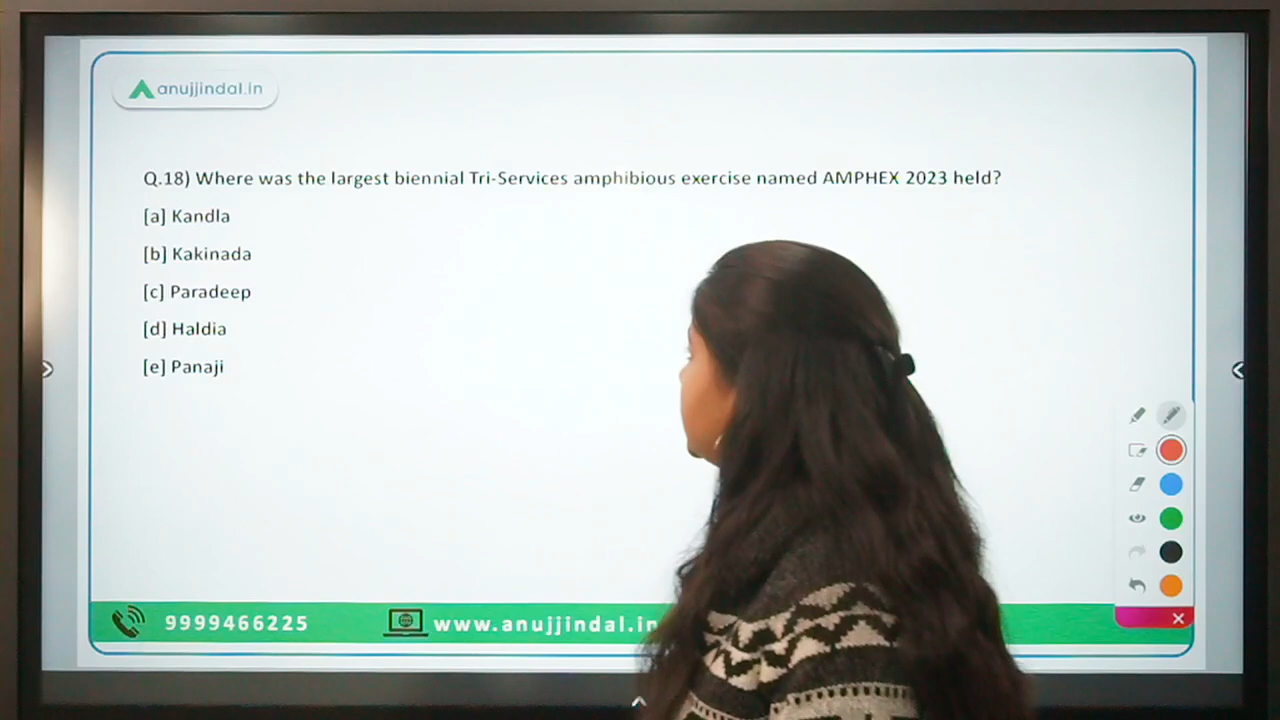 anujjindal.in
Q.18) Where was the largest biennial Tri-Services amphibious exercise named AMPHEX 2023 held?
[a] Kandla
[b] Kakinada
[c] Paradeep
[d] Haldia
[e] Panaji
9999466225 www.anujjindal.in